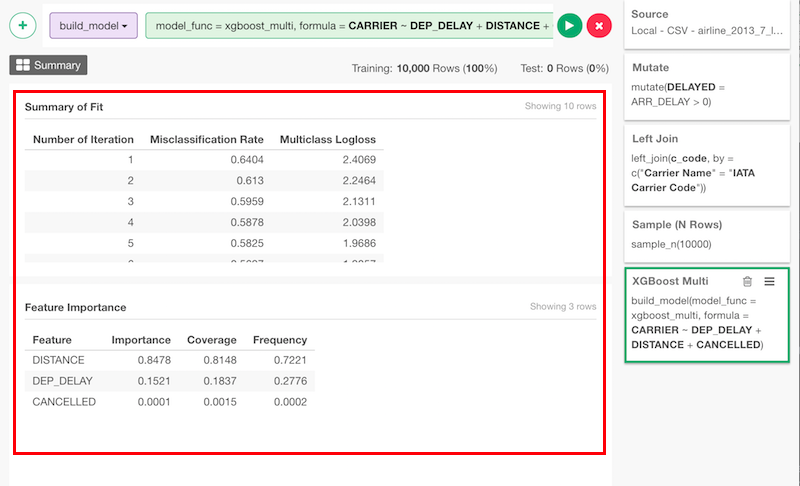 build_model
model_func = xgboost_multi, formula = CARRIER ~ DEP_DELAY + DISTANCE +
Summary
Training: 10,000 Rows (100%) Test: 0 Rows (0%)
Summary of Fit
Showing 10 rows
Number of Iteration Misclassification Rate Multiclass Logloss
1 0.6404 2.4069
2 0.613 2.2464
3 0.5959 2.1311
4 0.5878 2.0398
5 0.5825 1.9686
Feature Importance
Showing 3 rows
Feature Importance Coverage Frequency
DISTANCE 0.8478 0.8148 0.7221
DEP_DELAY 0.1521 0.1837 0.2776
CANCELLED 0.0001 0.0015 0.0002
Source
Local - CSV - airline_2013_7_l...
Mutate
mutate(DELAYED =
ARR_DELAY > 0)
Left Join
left_join(c_code, by =
c("Carrier Name" = "IATA
Carrier Code"))
Sample (N Rows)
sample_n(10000)
XGBoost Multi
build_model(model_func =
xgboost_multi, formula =
CARRIER ~ DEP_DELAY +
DISTANCE + CANCELLED)